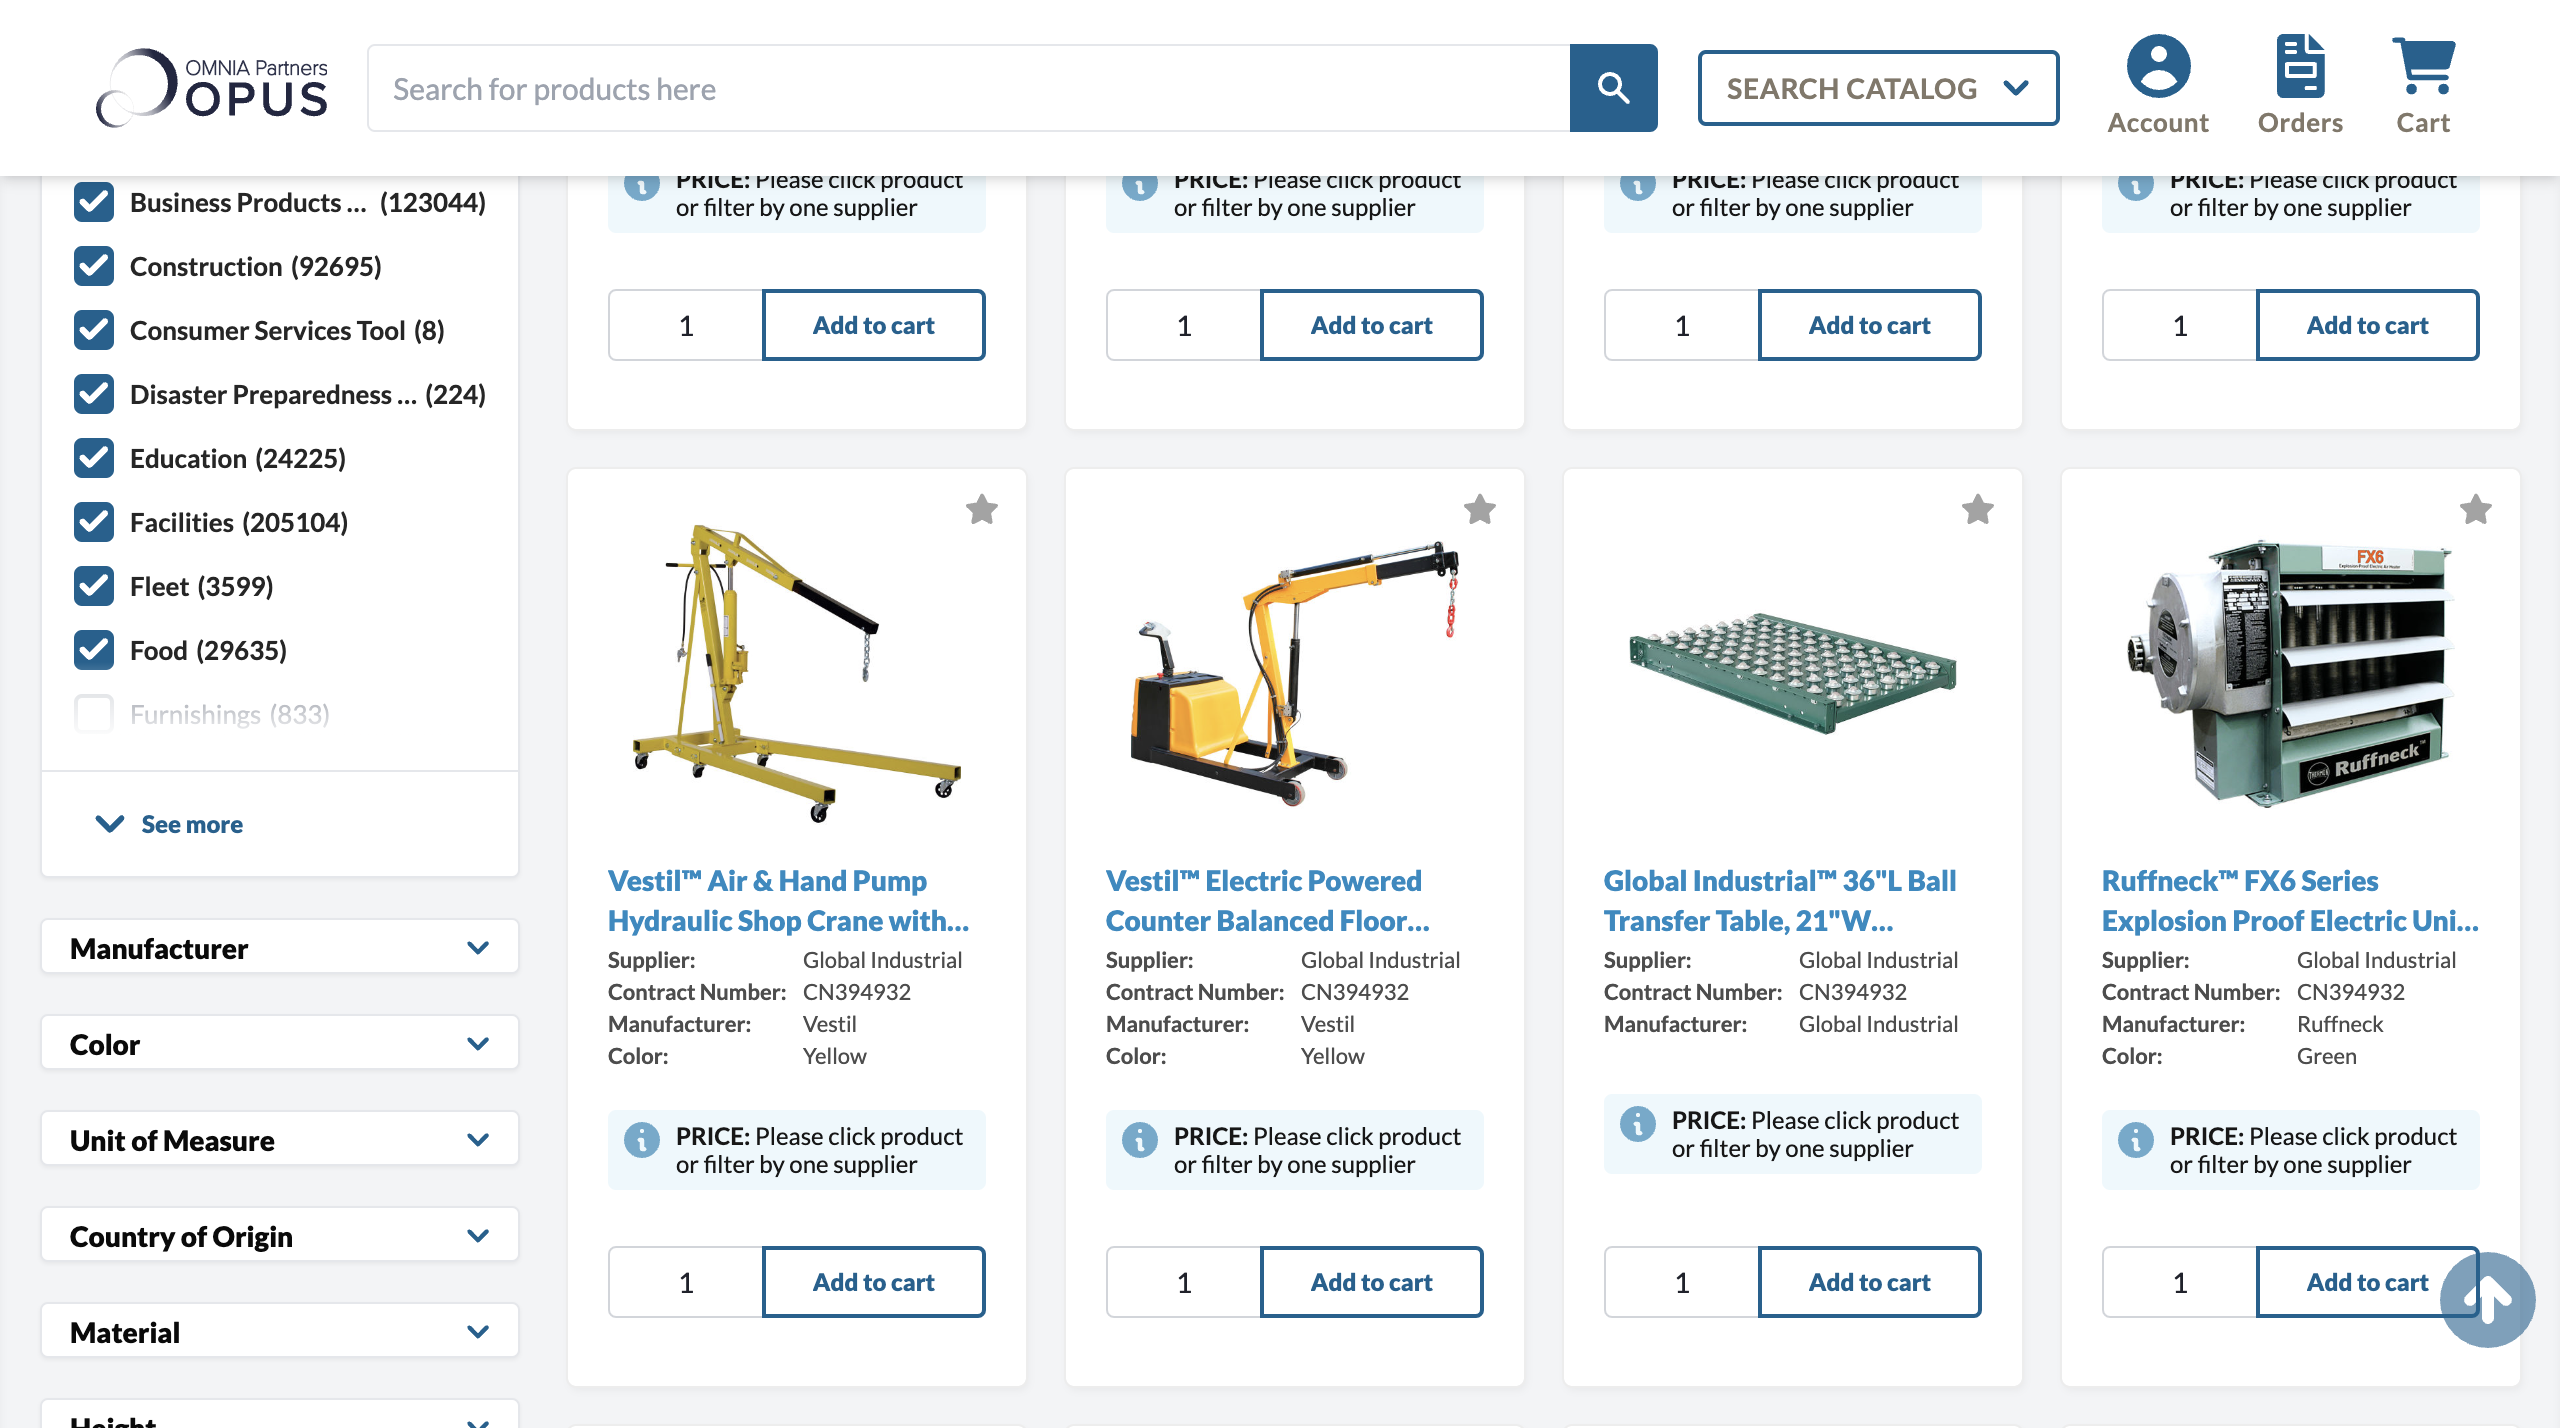 OMNIA Partners
OPUS
Search for products here
SEARCH CATALOG
Account
Orders
Cart
Business Products ... (123044)
Construction (92695)
Consumer Services Tool (8)
Disaster Preparedness ... (224)
Education (24225)
Facilities (205104)
Fleet (3599)
Food (29635)
Furnishings (833)
See more
Manufacturer
Color
Unit of Measure
Country of Origin
Material
Height
PRICE: Please click product
or filter by one supplier
1 Add to cart
PRICE: Please click product
or filter by one supplier
1 Add to cart
PRICE: Please click product
or filter by one supplier
1 Add to cart
PRICE: Please click product
or filter by one supplier
1 Add to cart
Vestil™ Air & Hand Pump
Hydraulic Shop Crane with...
Supplier: Global Industrial
Contract Number: CN394932
Manufacturer: Vestil
Color: Yellow
PRICE: Please click product
or filter by one supplier
1 Add to cart
Vestil™ Electric Powered
Counter Balanced Floor...
Supplier: Global Industrial
Contract Number: CN394932
Manufacturer: Vestil
Color: Yellow
PRICE: Please click product
or filter by one supplier
1 Add to cart
Global Industrial™ 36"L Ball
Transfer Table, 21"W...
Supplier: Global Industrial
Contract Number: CN394932
Manufacturer: Global Industrial
PRICE: Please click product
or filter by one supplier
1 Add to cart
FX6
Explosion-Proof Electric Air Heater
Ruffneck™
Ruffneck™ FX6 Series
Explosion Proof Electric Uni...
Supplier: Global Industrial
Contract Number: CN394932
Manufacturer: Ruffneck
Color: Green
PRICE: Please click product
or filter by one supplier
1 Add to cart